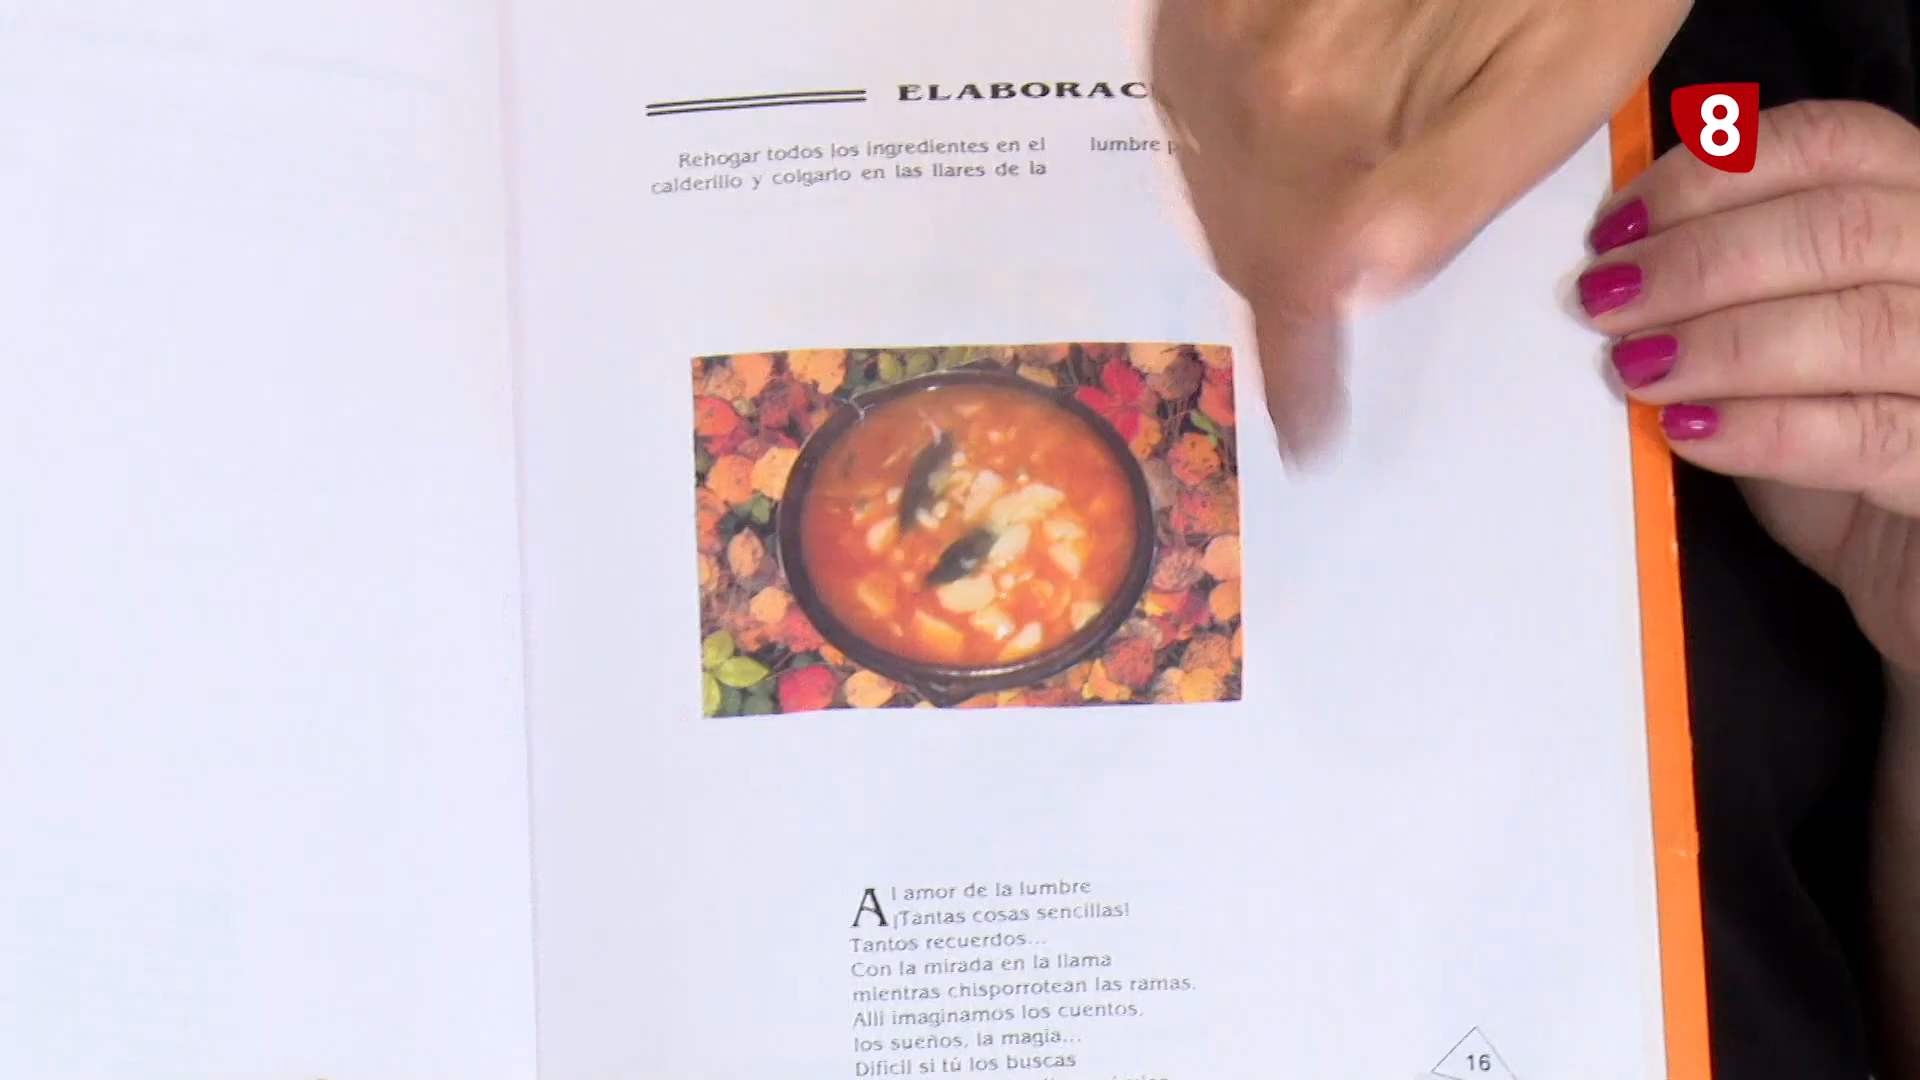 ELABORAC
Rehogar todos los ingredientes en el
calderillo y colgarlo en las llares de la
lumbre
8
Al amor de la lumbre
¡Tantas cosas sencillas!
Tantos recuerdos...
Con la mirada en la llama
mientras chisporrotean las ramas.
Allí imaginamos los cuentos,
los sueños, la magia...
Difícil si tú los buscas
16